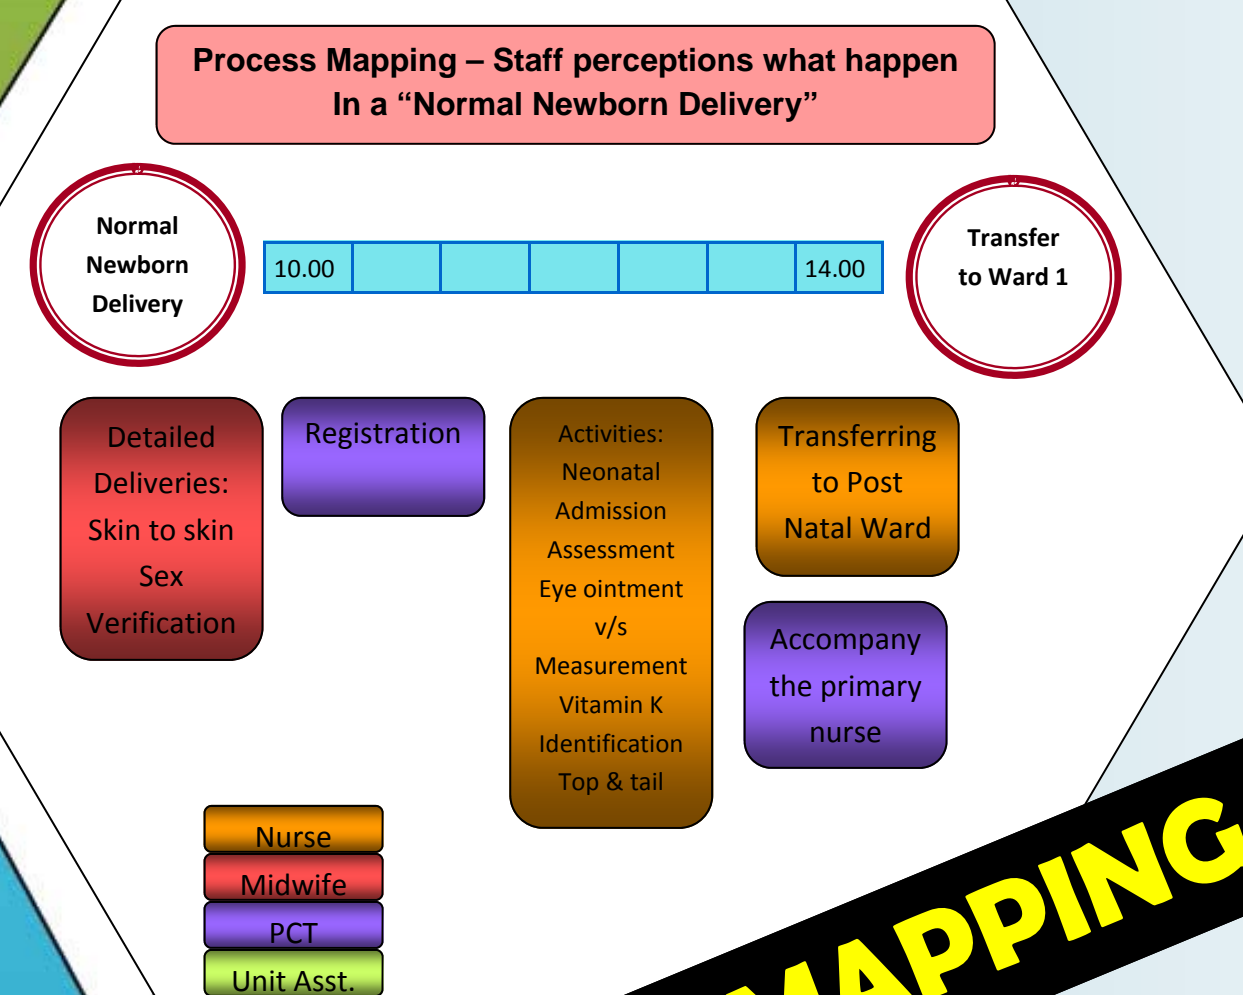 Process Mapping – Staff perceptions what happen
In a “Normal Newborn Delivery”
Normal
Newborn
Delivery
10.00
14.00
Transfer
to Ward 1
Detailed
Deliveries:
Skin to skin
Sex
Verification
Registration
Activities:
Neonatal
Admission
Assessment
Eye ointment
v/s
Measurement
Vitamin K
Identification
Top & tail
Transferring
to Post
Natal Ward
Accompany
the primary
nurse
Nurse
Midwife
PCT
Unit Asst.
MAPPING